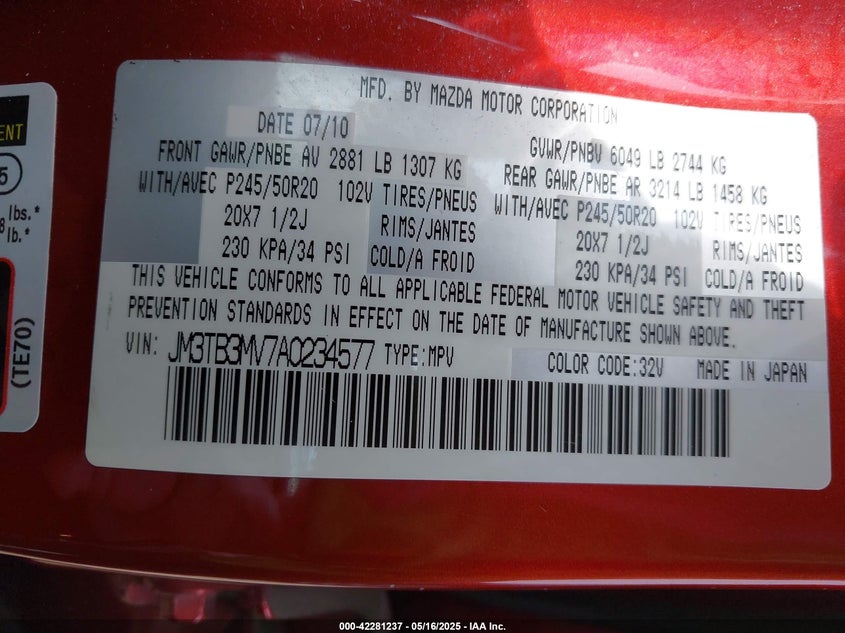 MFD. BY MAZDA MOTOR CORPORATION
DATE 07/10
GVWR/PNBV 6049 LB 2744 KG
FRONT GAWR/PNBE AV 2881 LB 1307 KG
REAR GAWR/PNBE AR 3214 LB 1458 KG
WITH/AVEC P245/50R20 102V TIRES/PNEUS
WITH/AVEC P245/50R20 102V TIRES/PNEUS
20X7 1/2J RIMS/JANTES
20X7 1/2J RIMS/JANTES
230 KPA/34 PSI COLD/A FROID
230 KPA/34 PSI COLD/A FROID
THIS VEHICLE CONFORMS TO ALL APPLICABLE FEDERAL MOTOR VEHICLE SAFETY AND THEFT
PREVENTION STANDARDS IN EFFECT ON THE DATE OF MANUFACTURE SHOWN ABOVE.
VIN: JM3TB3MV7A0234577 TYPE:MPV
COLOR CODE:32V MADE IN JAPAN
ENT
5
lbs.*
8 lb.*
(TE70)
000-42281237 - 05/16/2025 - IAA Inc.